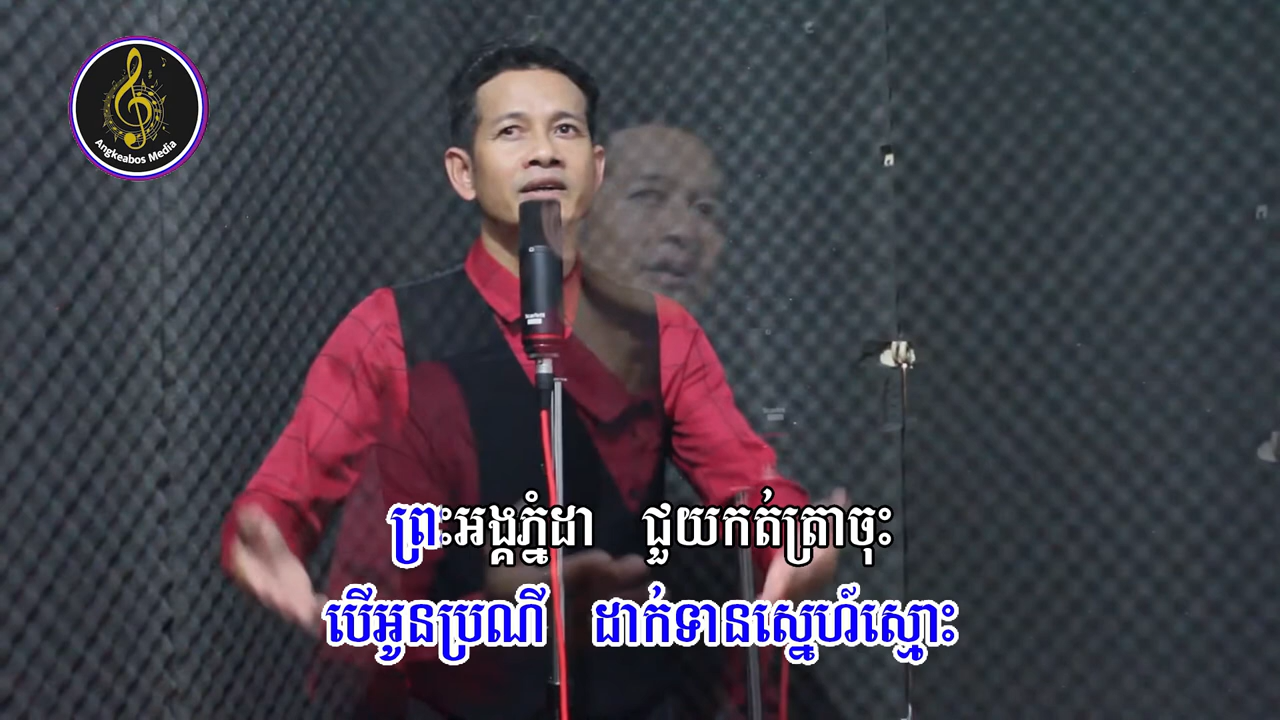 Angkeabos Media
ព្រះអង្គភ្នំដា ជួយកត់ត្រាចុះ
បើអូនប្រណី ដាក់ទានស្នេហ៍ស្មោះ